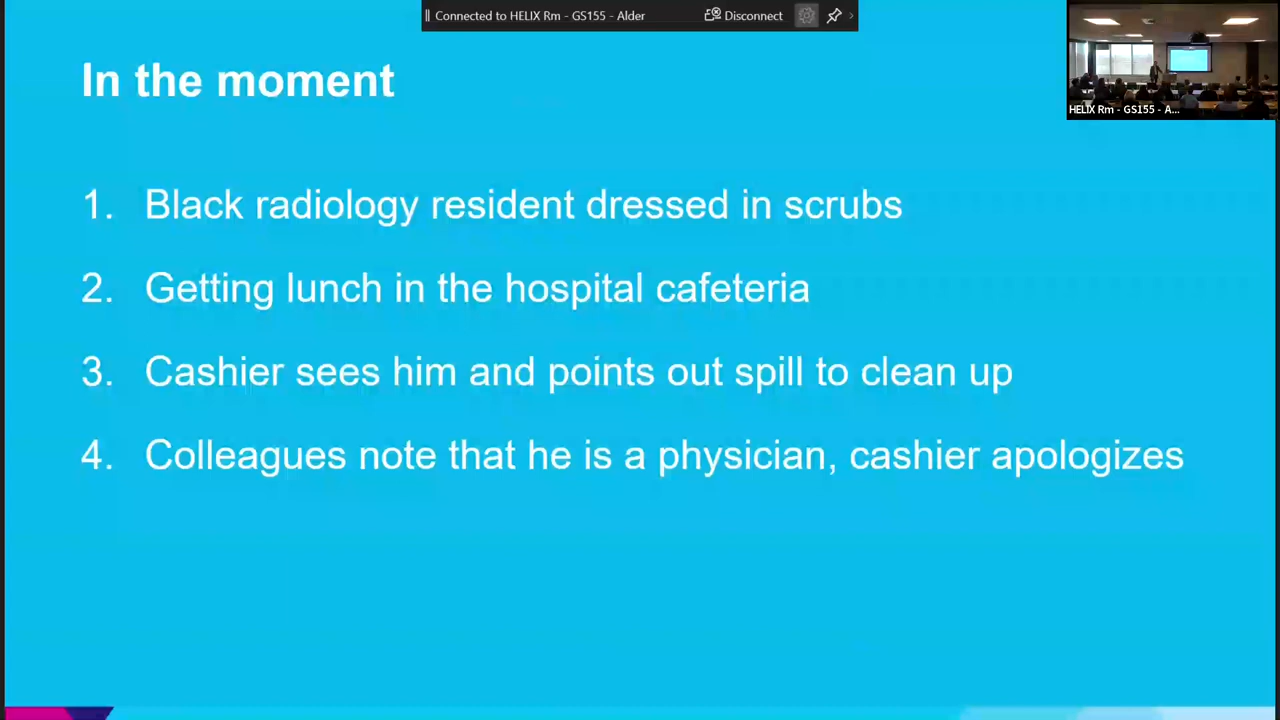 Connected to HELIX Rm - GS155 - Alder
Disconnect
HELIX Rm - GS155 - A...
In the moment
1. Black radiology resident dressed in scrubs
2. Getting lunch in the hospital cafeteria
3. Cashier sees him and points out spill to clean up
4. Colleagues note that he is a physician, cashier apologizes